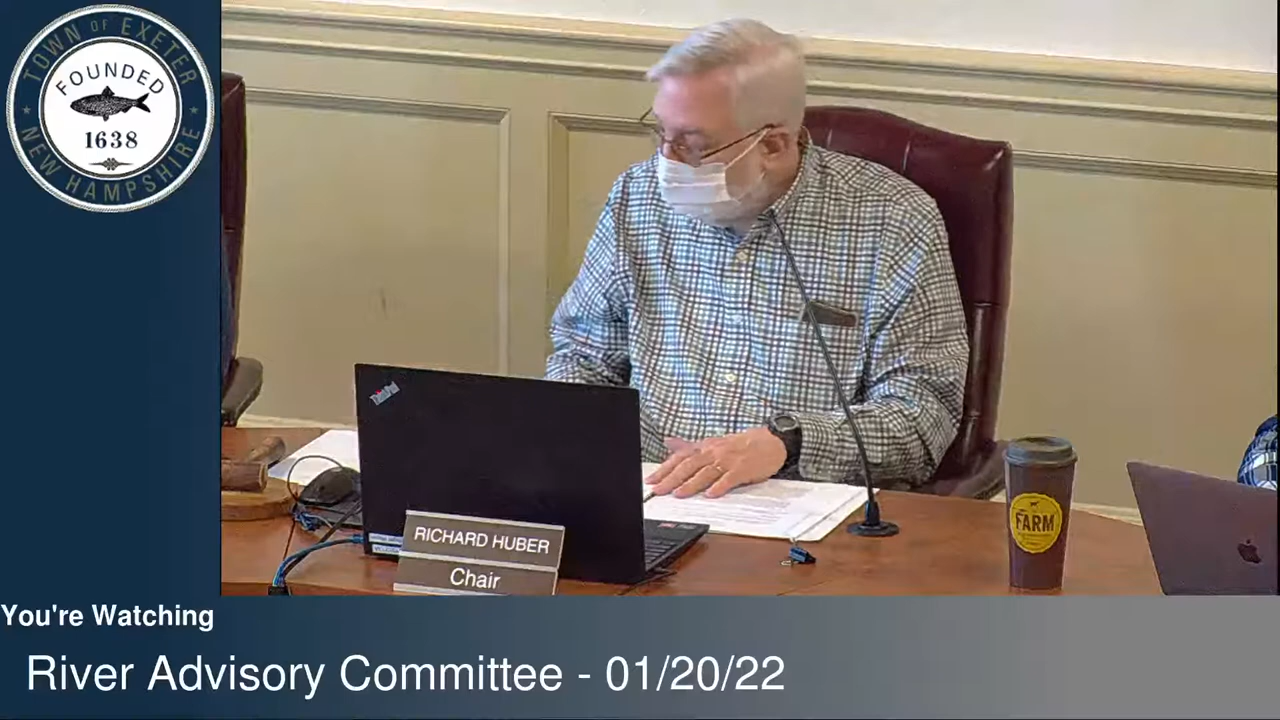 TOWN OF EXETER
FOUNDED
1638
NEW HAMPSHIRE
ThinkPad
RICHARD HUBER
Chair
FARM
You're Watching
River Advisory Committee - 01/20/22